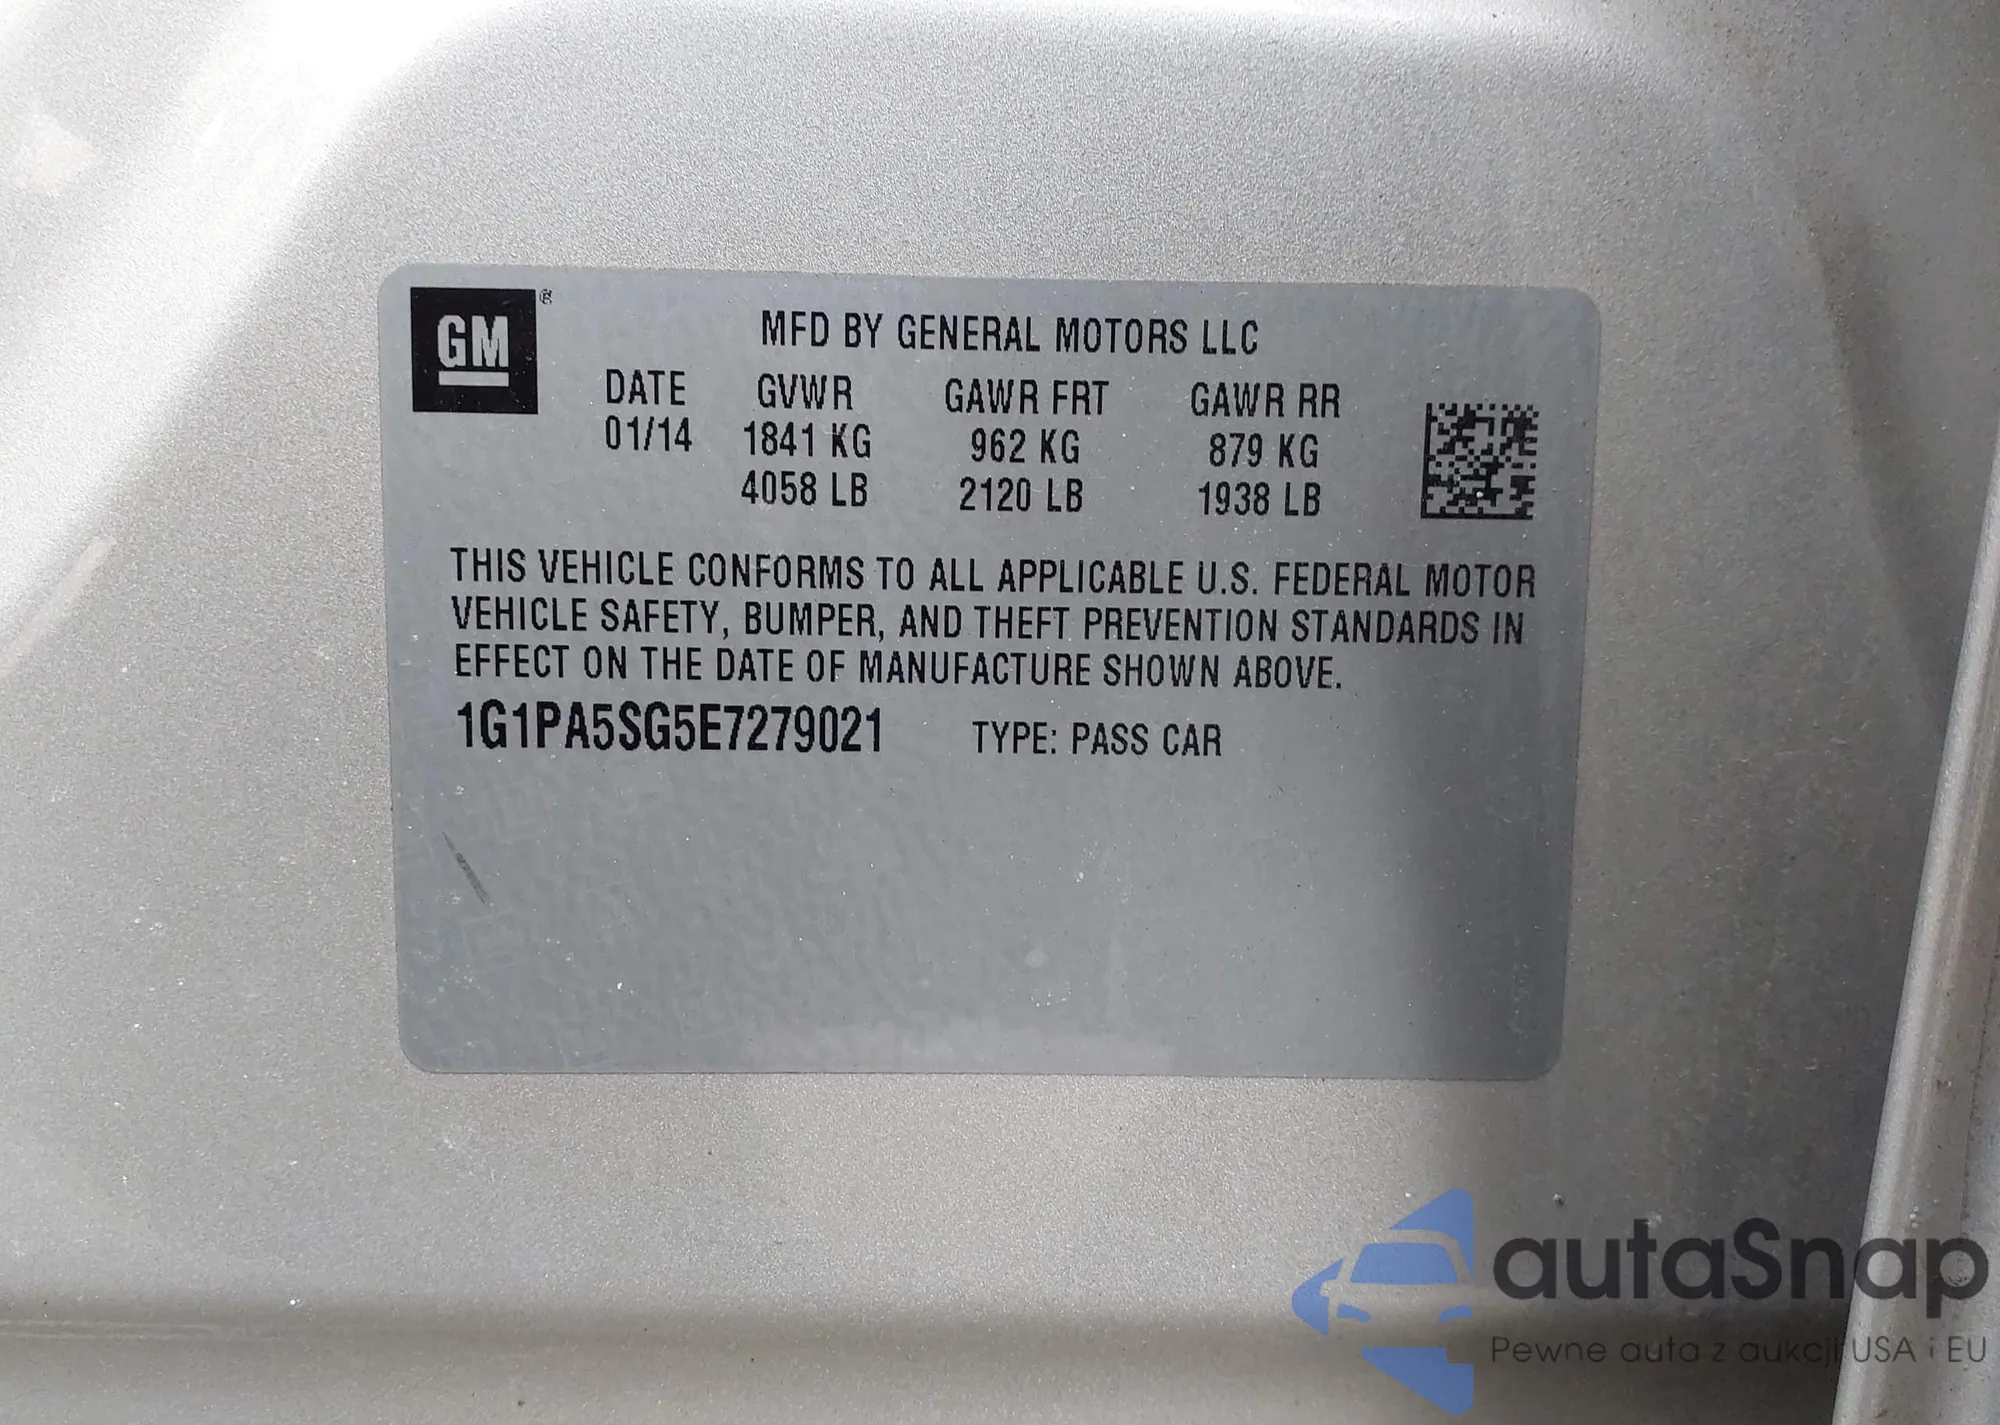 GM ®
MFD BY GENERAL MOTORS LLC
DATE GVWR GAWR FRT GAWR RR
01/14 1841 KG 962 KG 879 KG
4058 LB 2120 LB 1938 LB
THIS VEHICLE CONFORMS TO ALL APPLICABLE U.S. FEDERAL MOTOR
VEHICLE SAFETY, BUMPER, AND THEFT PREVENTION STANDARDS IN
EFFECT ON THE DATE OF MANUFACTURE SHOWN ABOVE.
1G1PA5SG5E7279021 TYPE: PASS CAR
autaSnap
Pewne auta z aukcji USA i EU